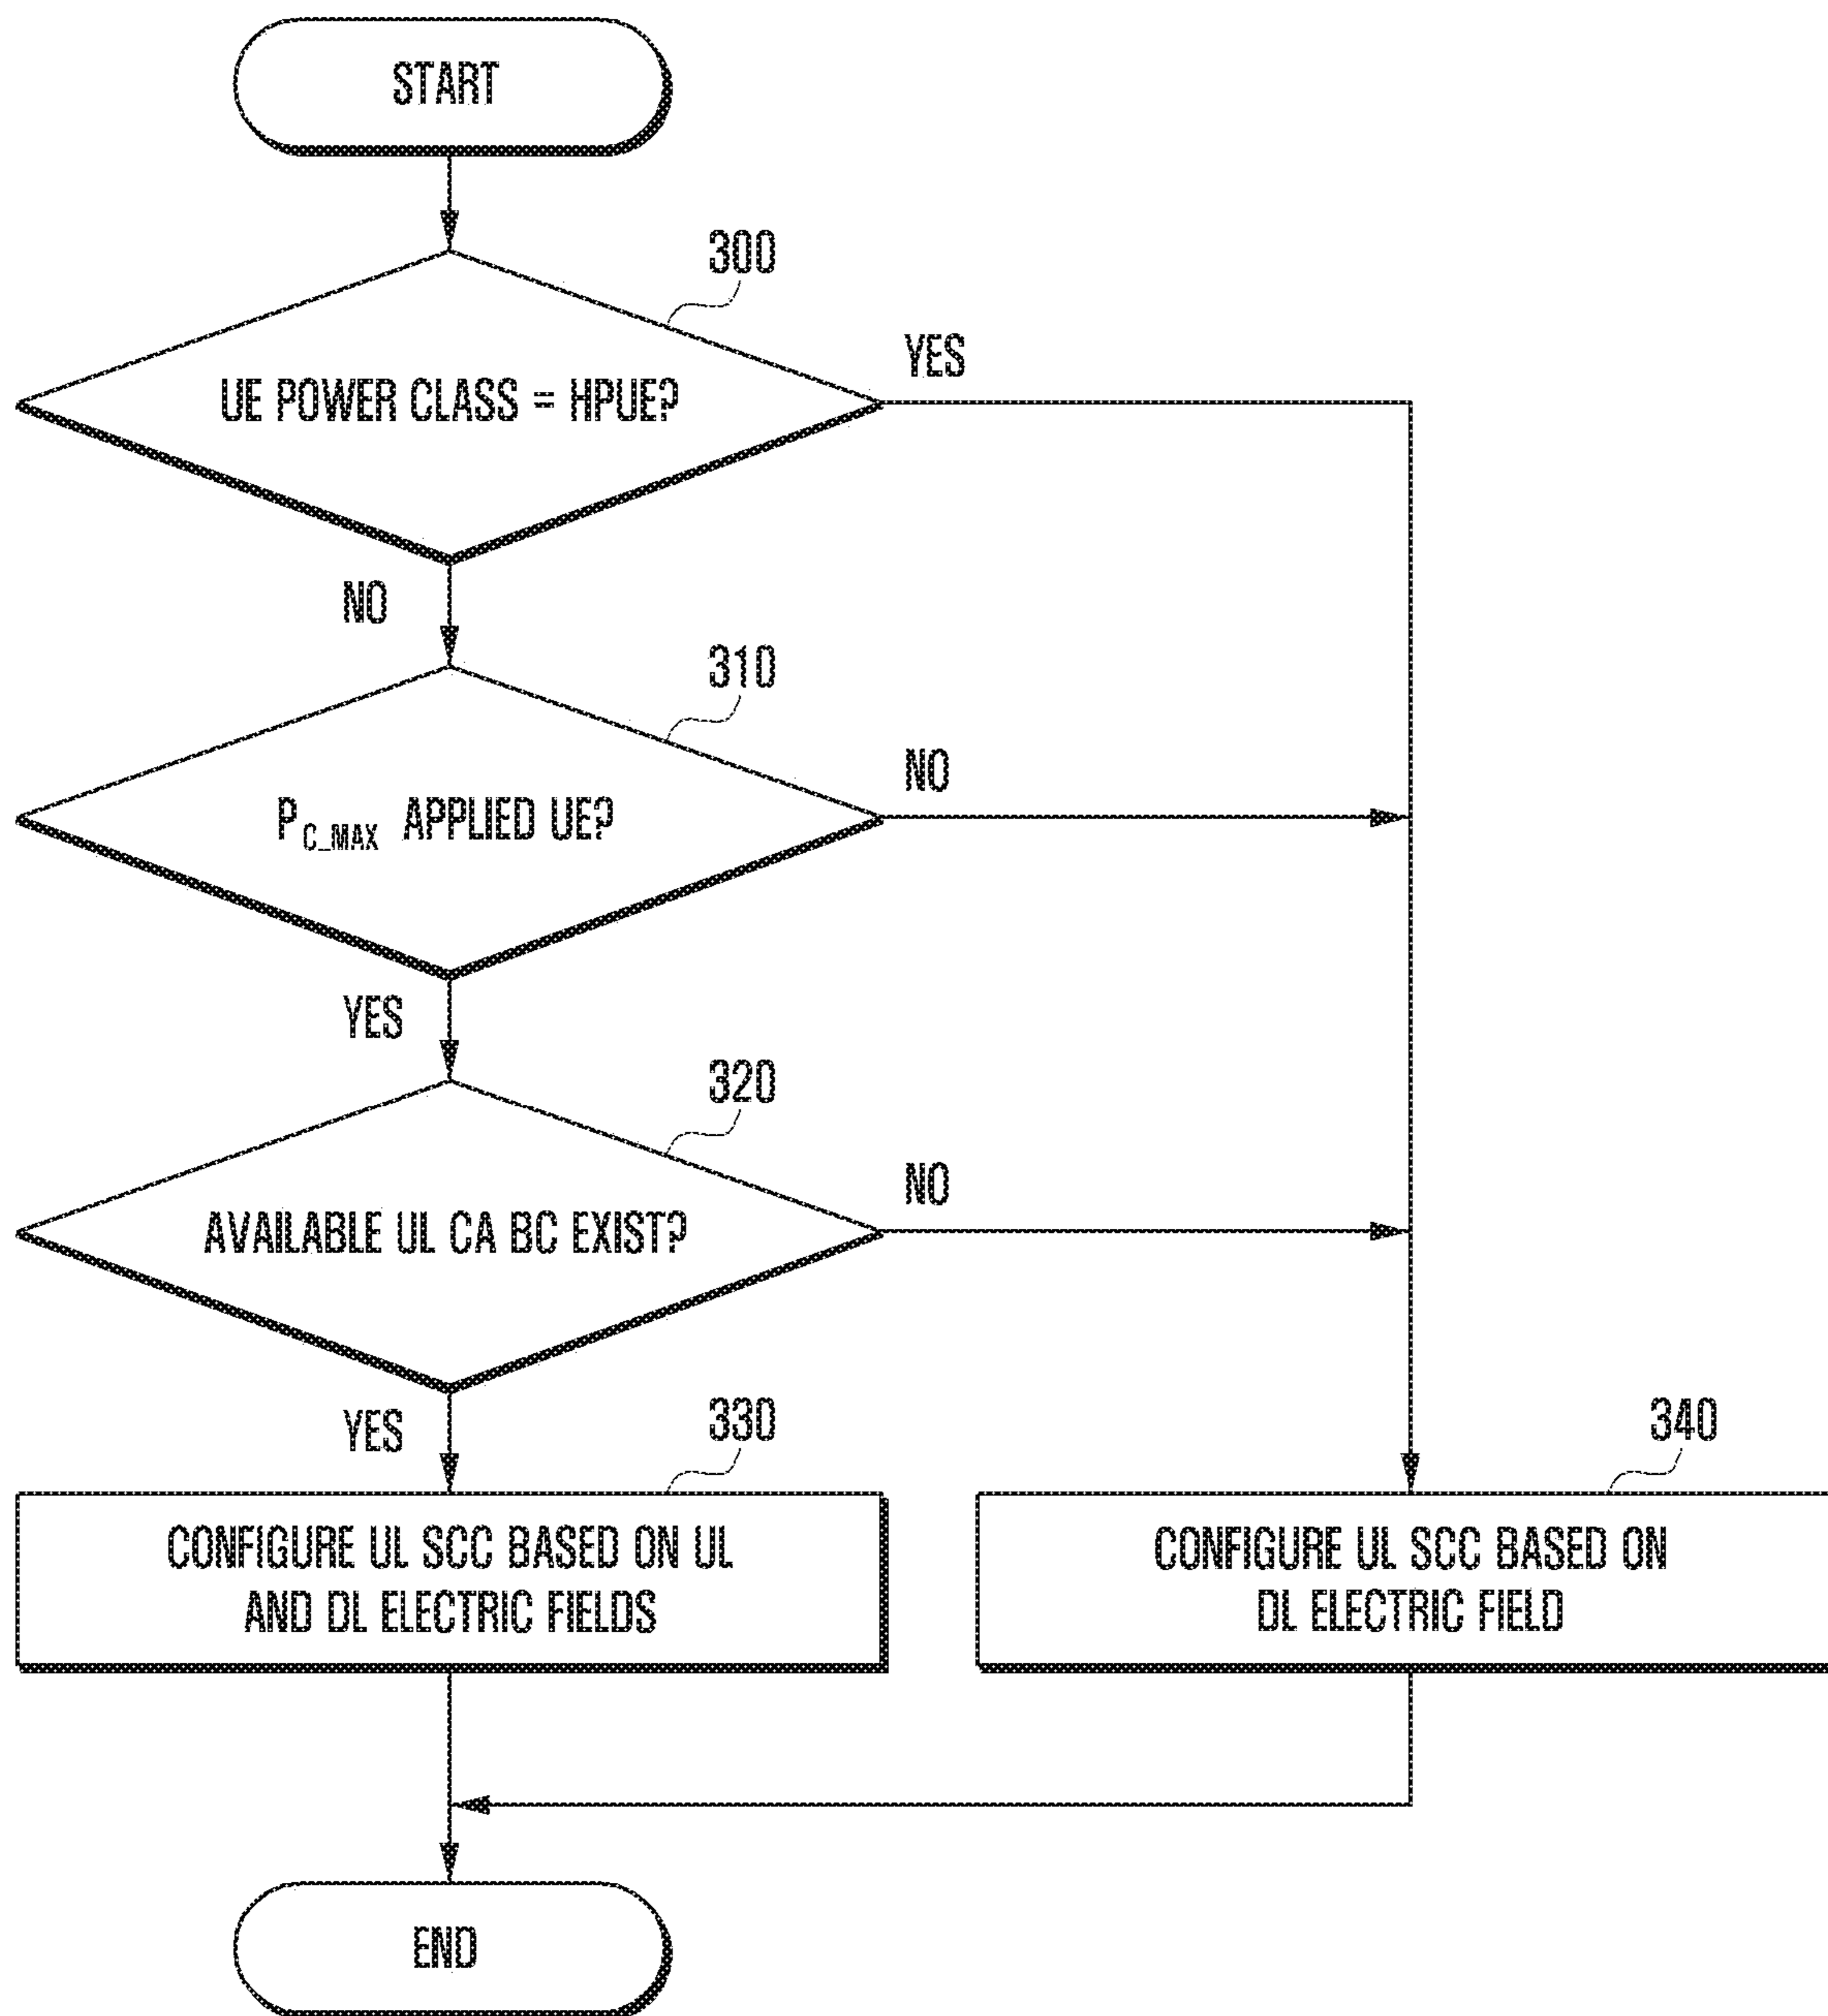 START
300
YES
UE POWER CLASS = HPUE?
NO
310
NO
P_C_MAX APPLIED UE?
YES
320
NO
AVAILABLE UL CA BC EXIST?
YES
330
340
CONFIGURE UL SCC BASED ON UL
AND DL ELECTRIC FIELDS
CONFIGURE UL SCC BASED ON
DL ELECTRIC FIELD
END